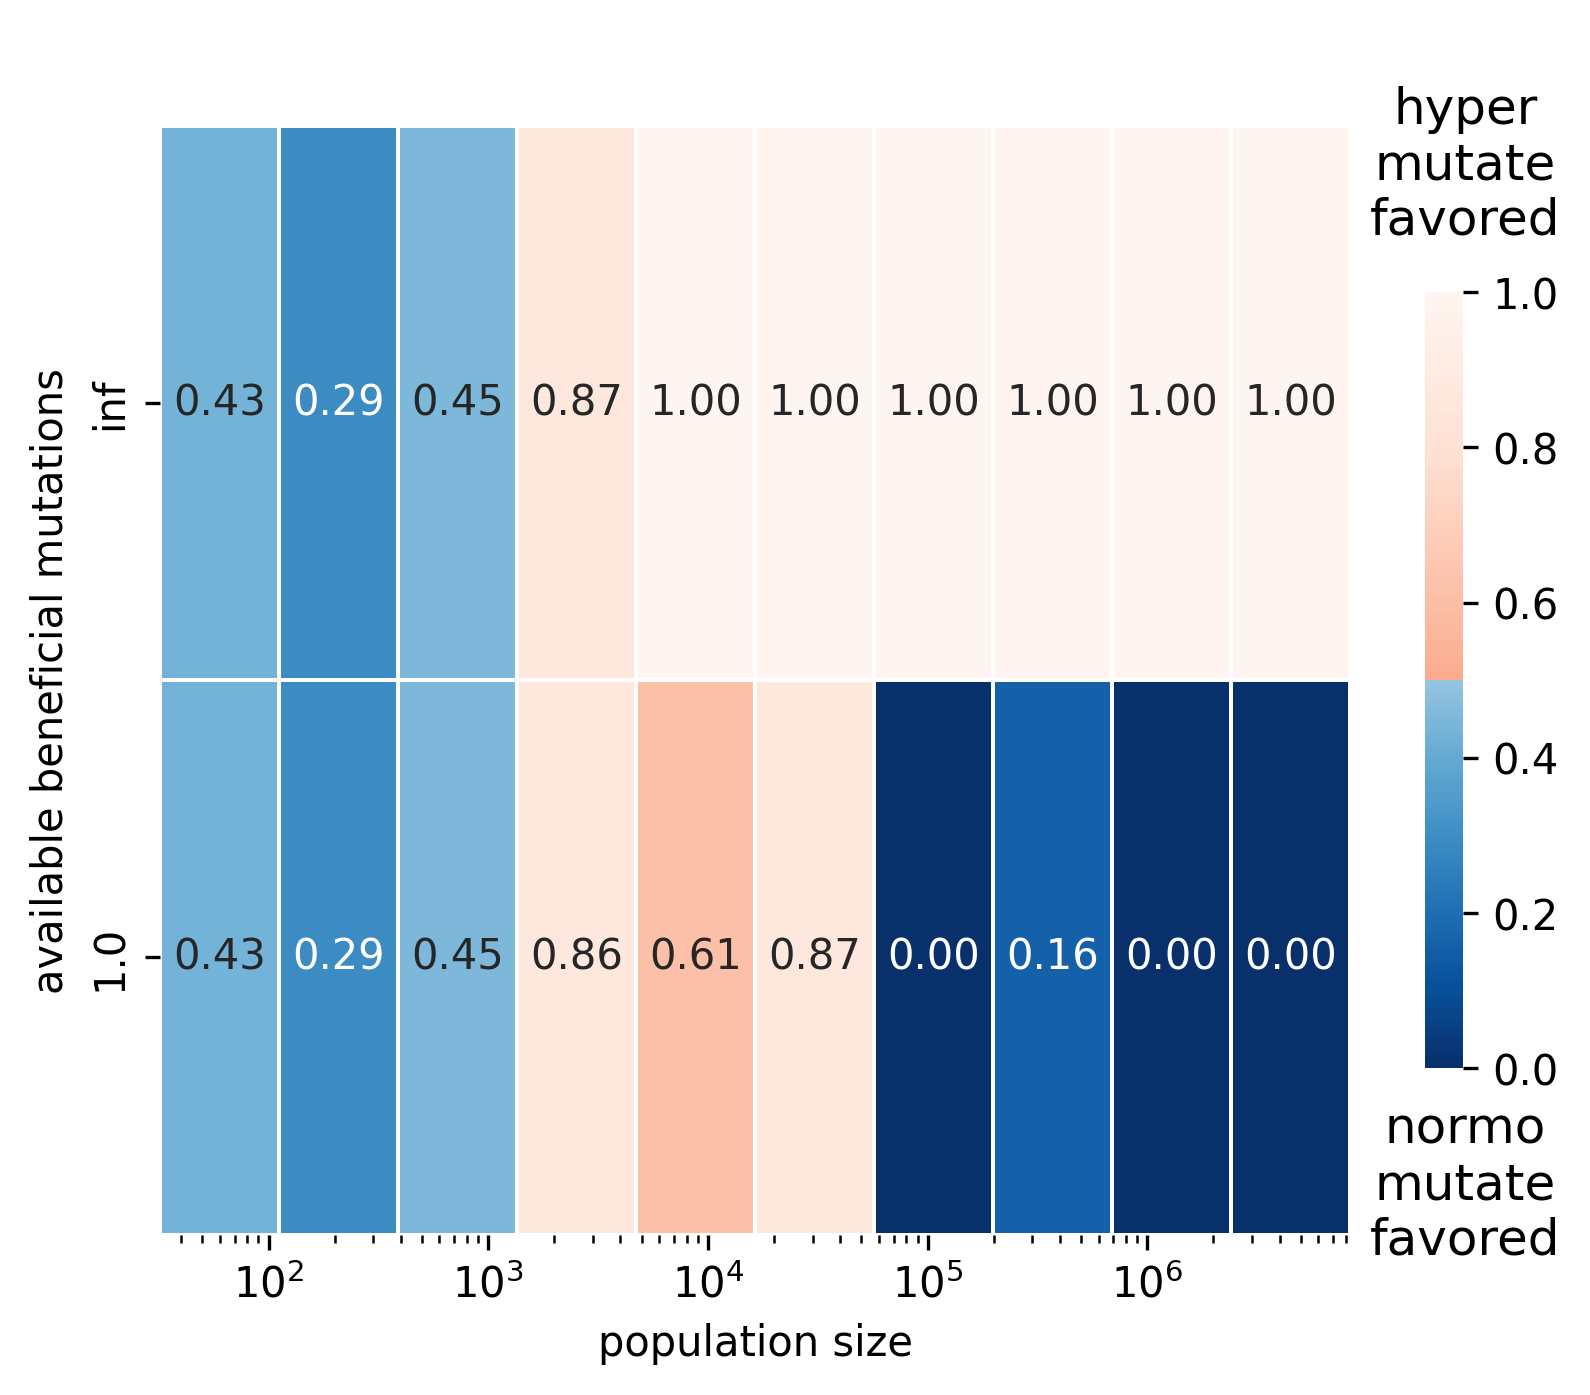 hyper
mutate
favored
available beneficial mutations
inf
0.43 0.29 0.45 0.87 1.00 1.00 1.00 1.00 1.00 1.00
1.0
0.43 0.29 0.45 0.86 0.61 0.87 0.00 0.16 0.00 0.00
10² 10³ 10⁴ 10⁵ 10⁶
population size
1.0
0.8
0.6
0.4
0.2
0.0
normo
mutate
favored